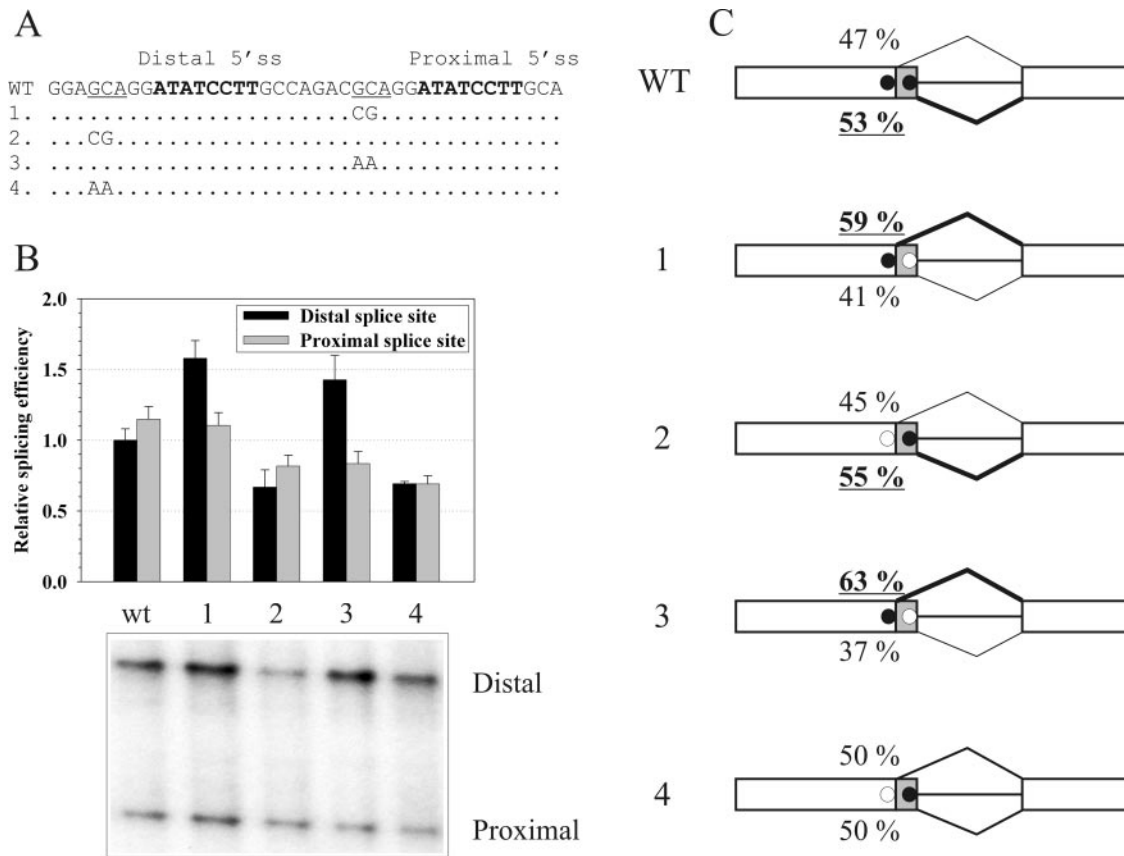 A
Distal 5'ss Proximal 5'ss
WT GGAGCAGGATATCCTTGCCAGACGCAGGATATCCTTGCA
1. ...................CG..............
2. ...CG..................................
3. ......................AA...............
4. ...AA..................................
B
2.0
1.5
1.0
0.5
0.0
Relative splicing efficiency
Distal splice site
Proximal splice site
wt 1 2 3 4
Distal
Proximal
C
WT
47 %
53 %
1
59 %
41 %
2
45 %
55 %
3
63 %
37 %
4
50 %
50 %